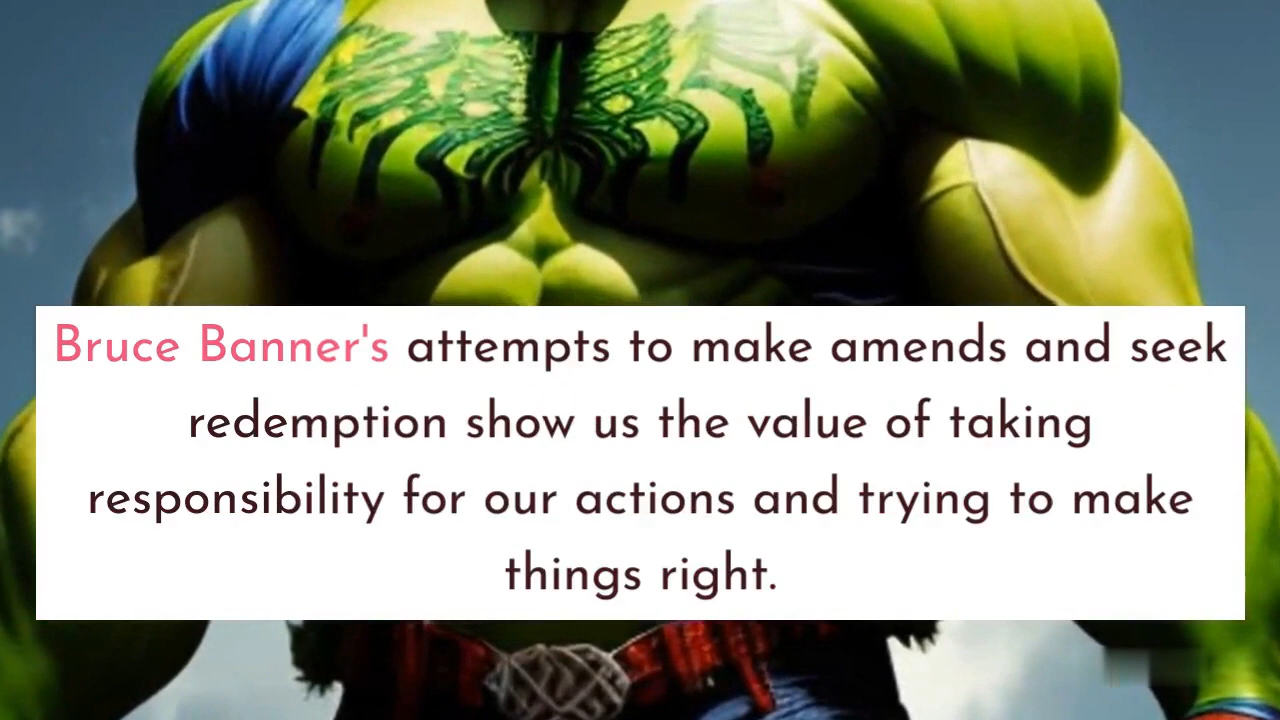 Bruce Banner's attempts to make amends and seek
redemption show us the value of taking
responsibility for our actions and trying to make
things right.